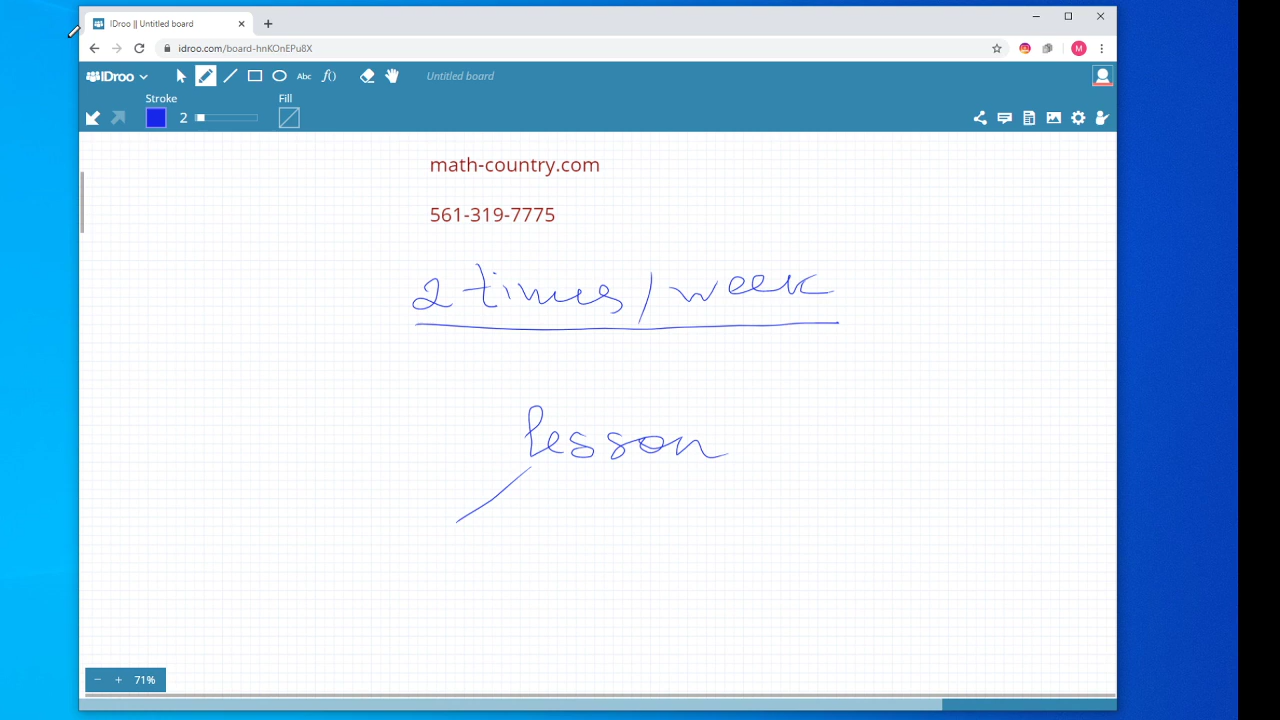 IDroo || Untitled board
idroo.com/board-hnKOnEPu8X
M
IDroo
Abc
f()
Untitled board
Stroke
Fill
2
math-country.com
561-319-7775
2 times/week
lesson
71%